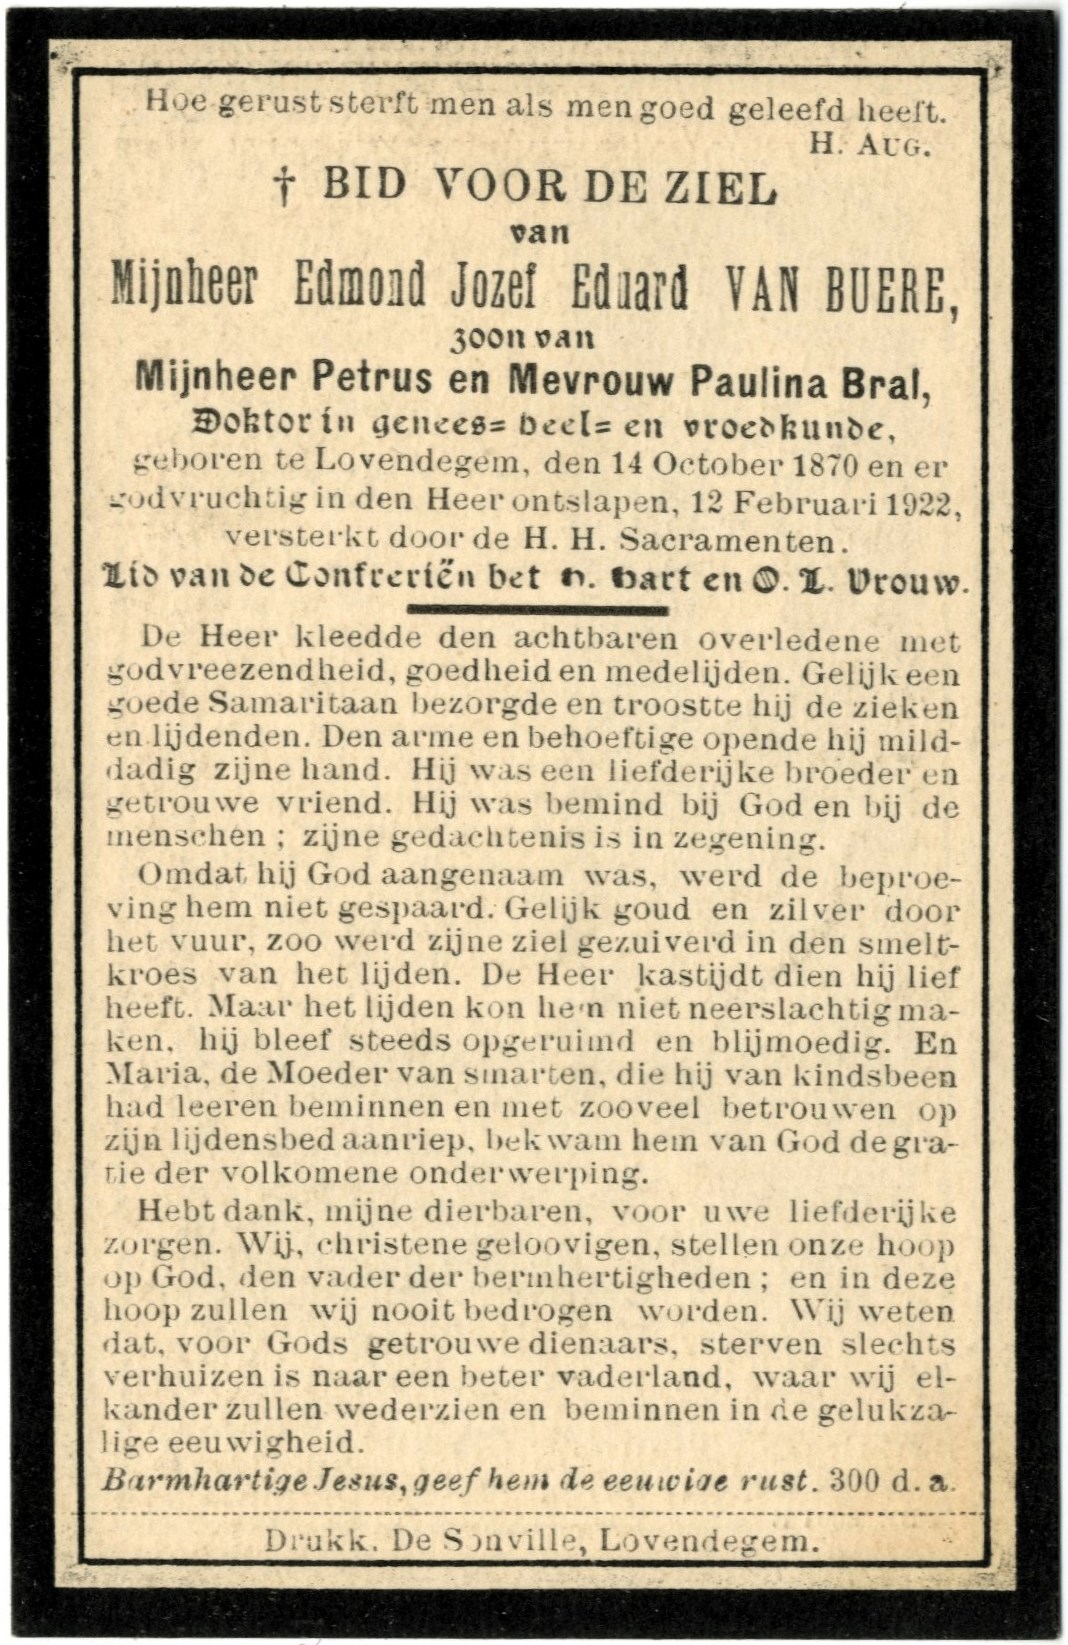 Hoe gerust sterft men als men goed geleefd heeft.
H. AUG.
† BID VOOR DE ZIEL
van
Mijnheer Edmond Jozef Eduard VAN BUERE,
zoon van
Mijnheer Petrus en Mevrouw Paulina Bral,
Doktor in genees= heel= en vroedkunde,
geboren te Lovendegem, den 14 October 1870 en er
godvruchtig in den Heer ontslapen, 12 Februari 1922,
versterkt door de H. H. Sacramenten.
Lid van de Confreriën het H. Hart en O. L. Vrouw.
De Heer kleedde den achtbaren overledene met
godvreezendheid, goedheid en medelijden. Gelijk een
goede Samaritaan bezorgde en troostte hij de zieken
en lijdenden. Den arme en behoeftige opende hij mild-
dadig zijne hand. Hij was een liefderijke broeder en
getrouwe vriend. Hij was bemind bij God en bij de
menschen ; zijne gedachtenis is in zegening.
Omdat hij God aangenaam was, werd de beproe-
ving hem niet gespaard. Gelijk goud en zilver door
het vuur, zoo werd zijne ziel gezuiverd in den smelt-
kroes van het lijden. De Heer kastijdt dien hij lief
heeft. Maar het lijden kon hem niet neerslachtig ma-
ken, hij bleef steeds opgeruimd en blijmoedig. En
Maria, de Moeder van smarten, die hij van kindsbeen
had leeren beminnen en met zooveel betrouwen op
zijn lijdensbed aanriep, bekwam hem van God de gra-
tie der volkomene onderwerping.
Hebt dank, mijne dierbaren, voor uwe liefderijke
zorgen. Wij, christene geloovigen, stellen onze hoop
op God, den vader der bermhertigheden ; en in deze
hoop zullen wij nooit bedrogen worden. Wij weten
dat, voor Gods getrouwe dienaars, sterven slechts
verhuizen is naar een beter vaderland, waar wij el-
kander zullen wederzien en beminnen in de gelukza-
lige eeuwigheid.
Barmhartige Jesus, geef hem de eeuwige rust. 300 d. a.
Drukk. De Sonville, Lovendegem.